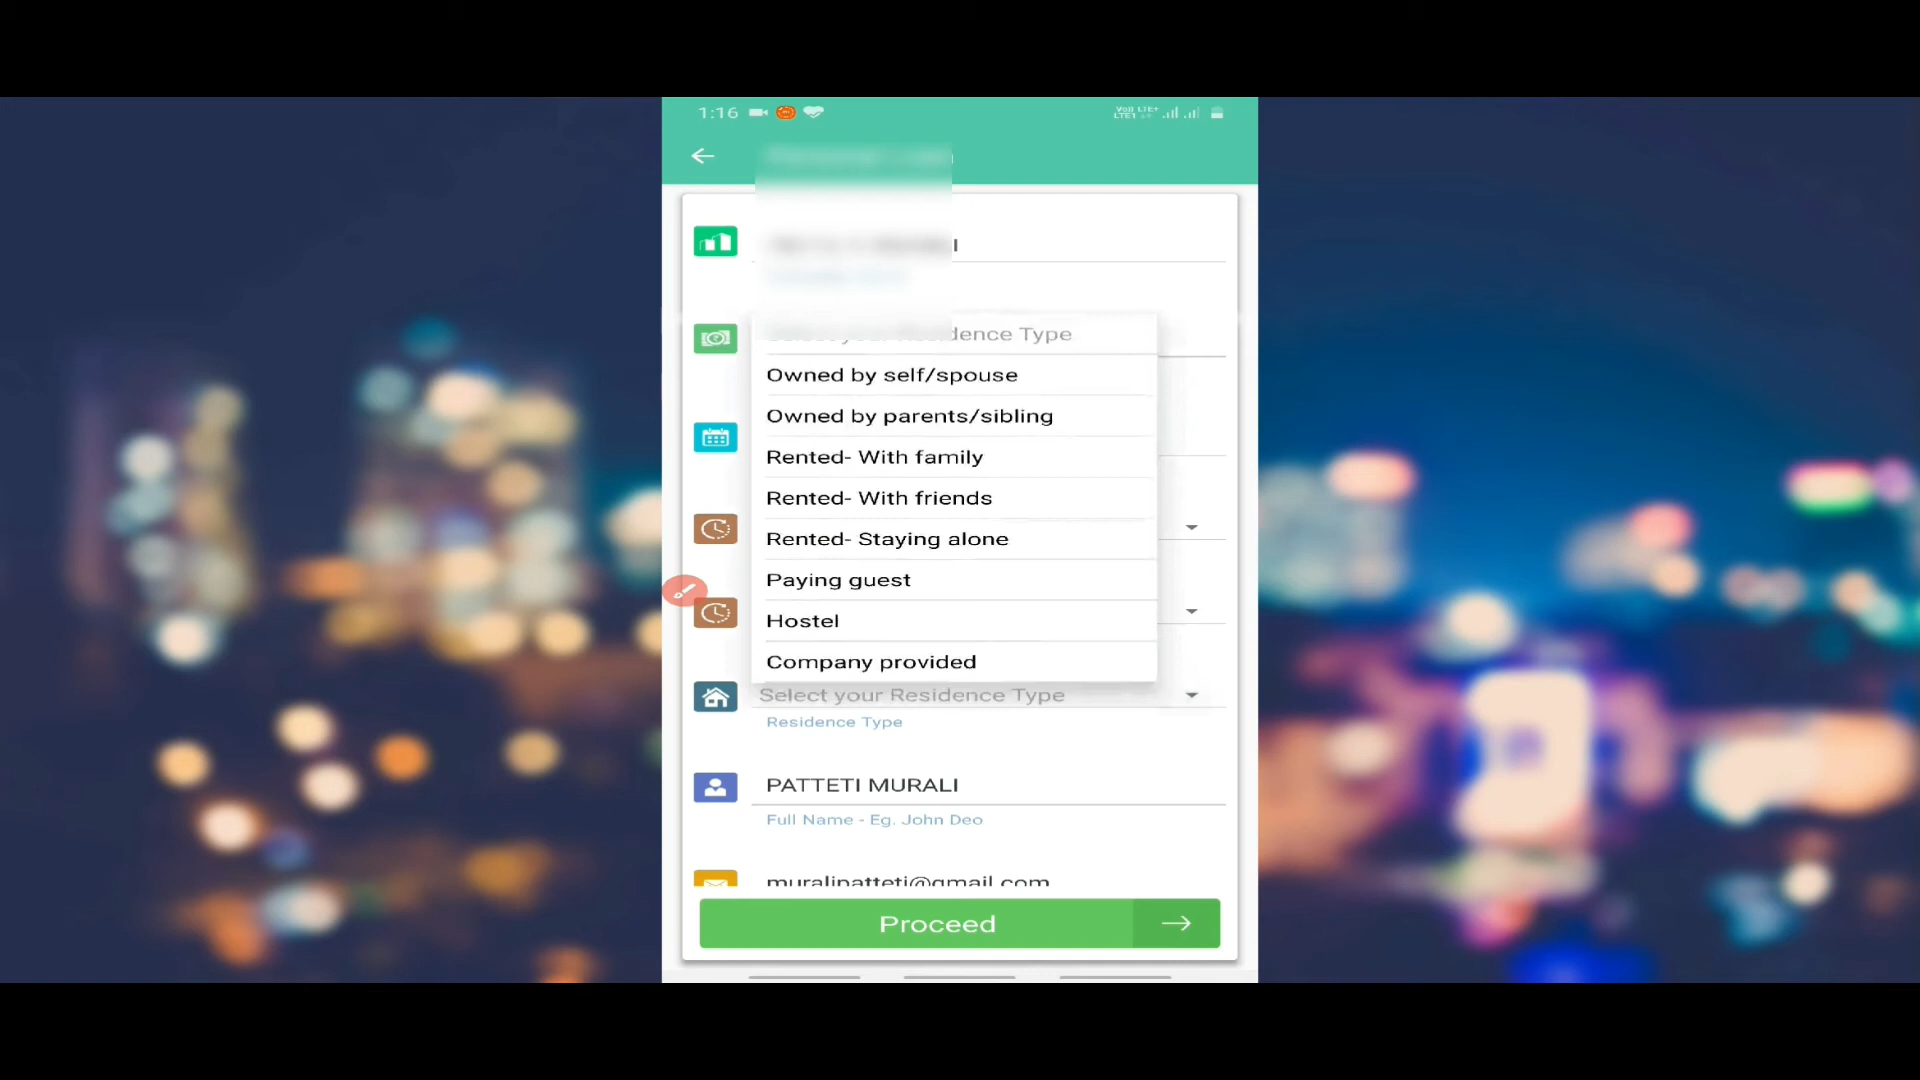 1:16
dence Type
Owned by self/spouse
Owned by parents/sibling
Rented- With family
Rented- With friends
Rented- Staying alone
Paying guest
Hostel
Company provided
Select your Residence Type
Residence Type
PATTETI MURALI
Full Name - Eg. John Deo
muralipatteti@gmail.com
Proceed